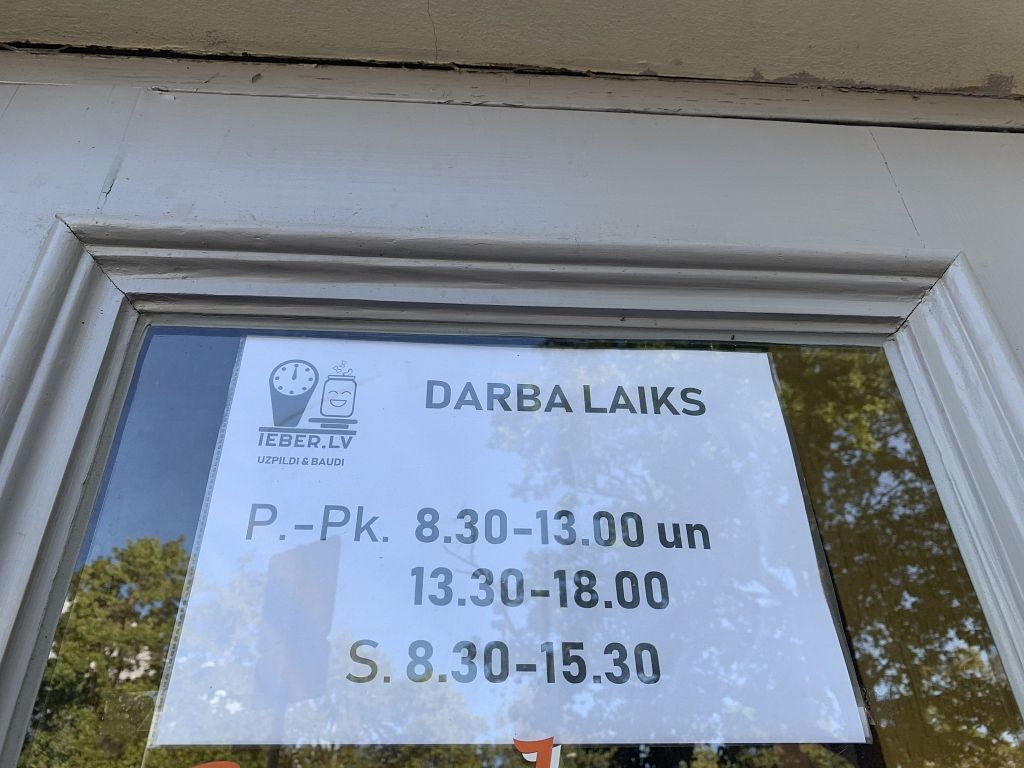 DARBA LAIKS
IEBER.LV
UZPILDI & BAUDI
P.-Pk. 8.30-13.00 un
13.30-18.00
S. 8.30-15.30